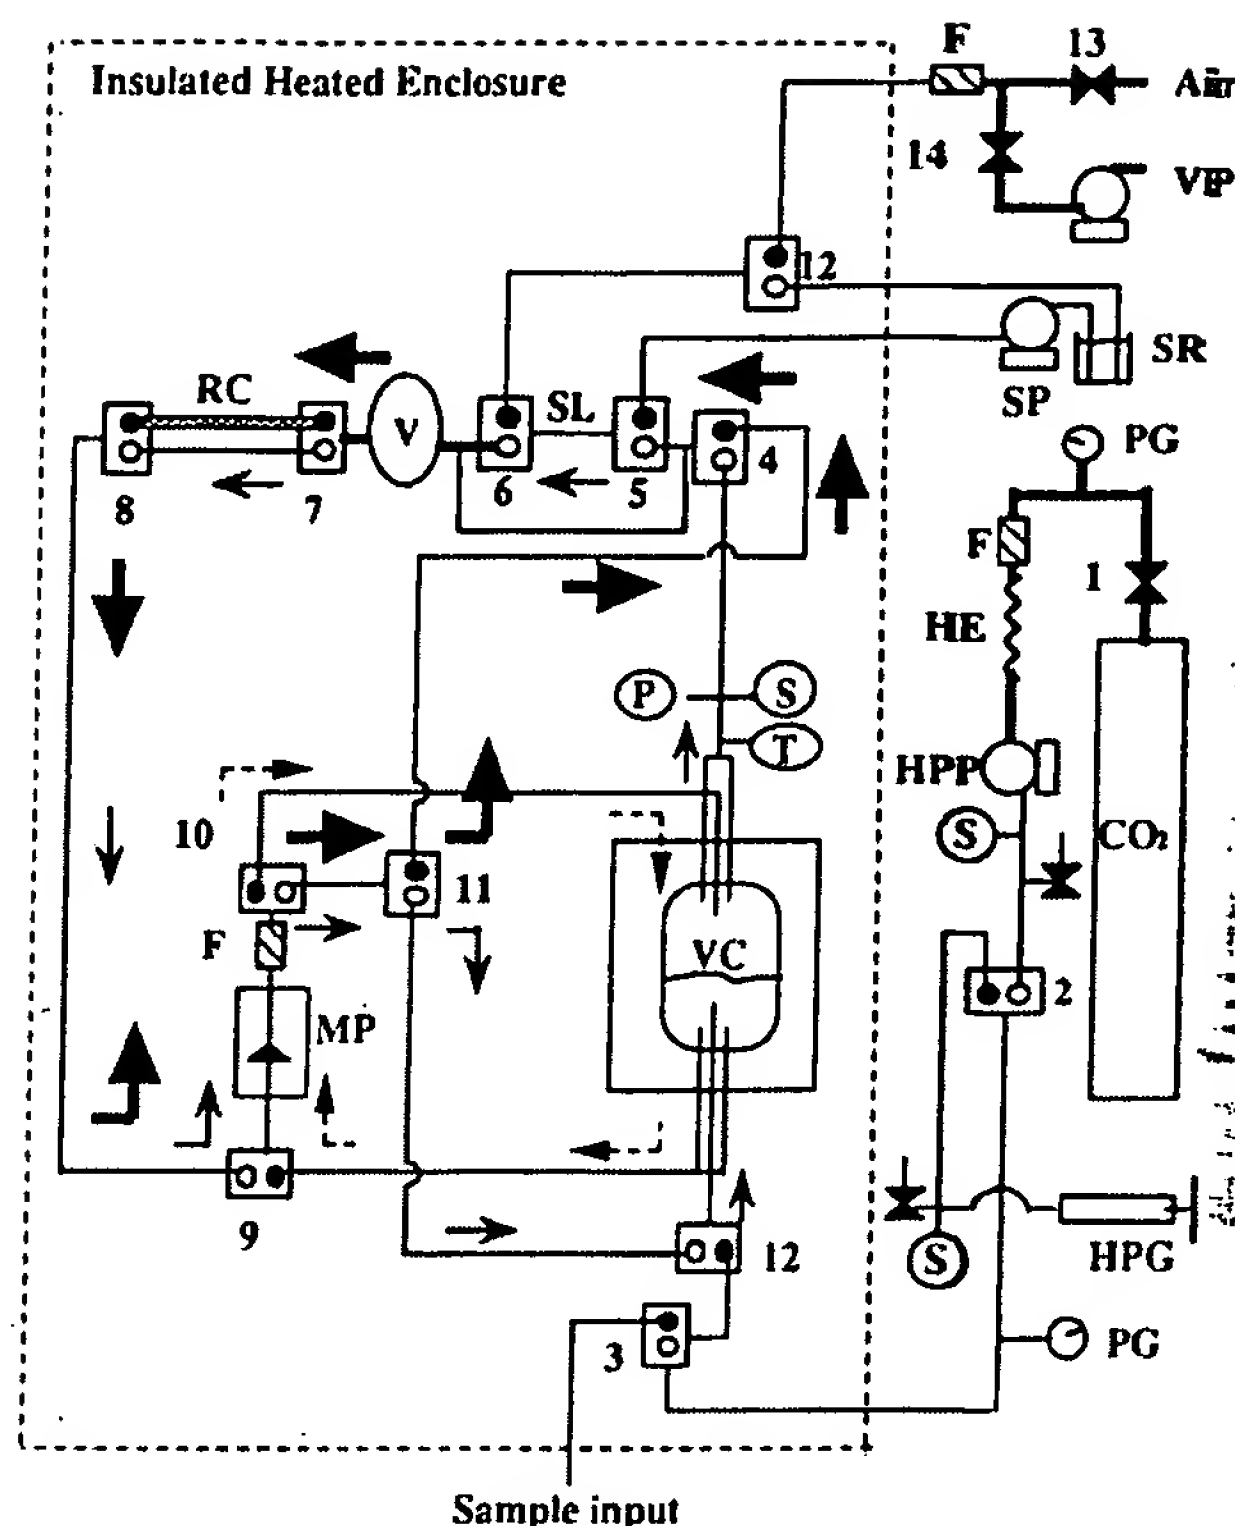 F
13
Insulated Heated Enclosure
Air
14
VP
12
RC
SL
SR
V
SP
4
PG
8
7
6
5
F
1
HE
P
S
T
HPP
10
S
CO₂
11
F
VC
2
MP
9
12
S
HPG
3
PG
Sample input